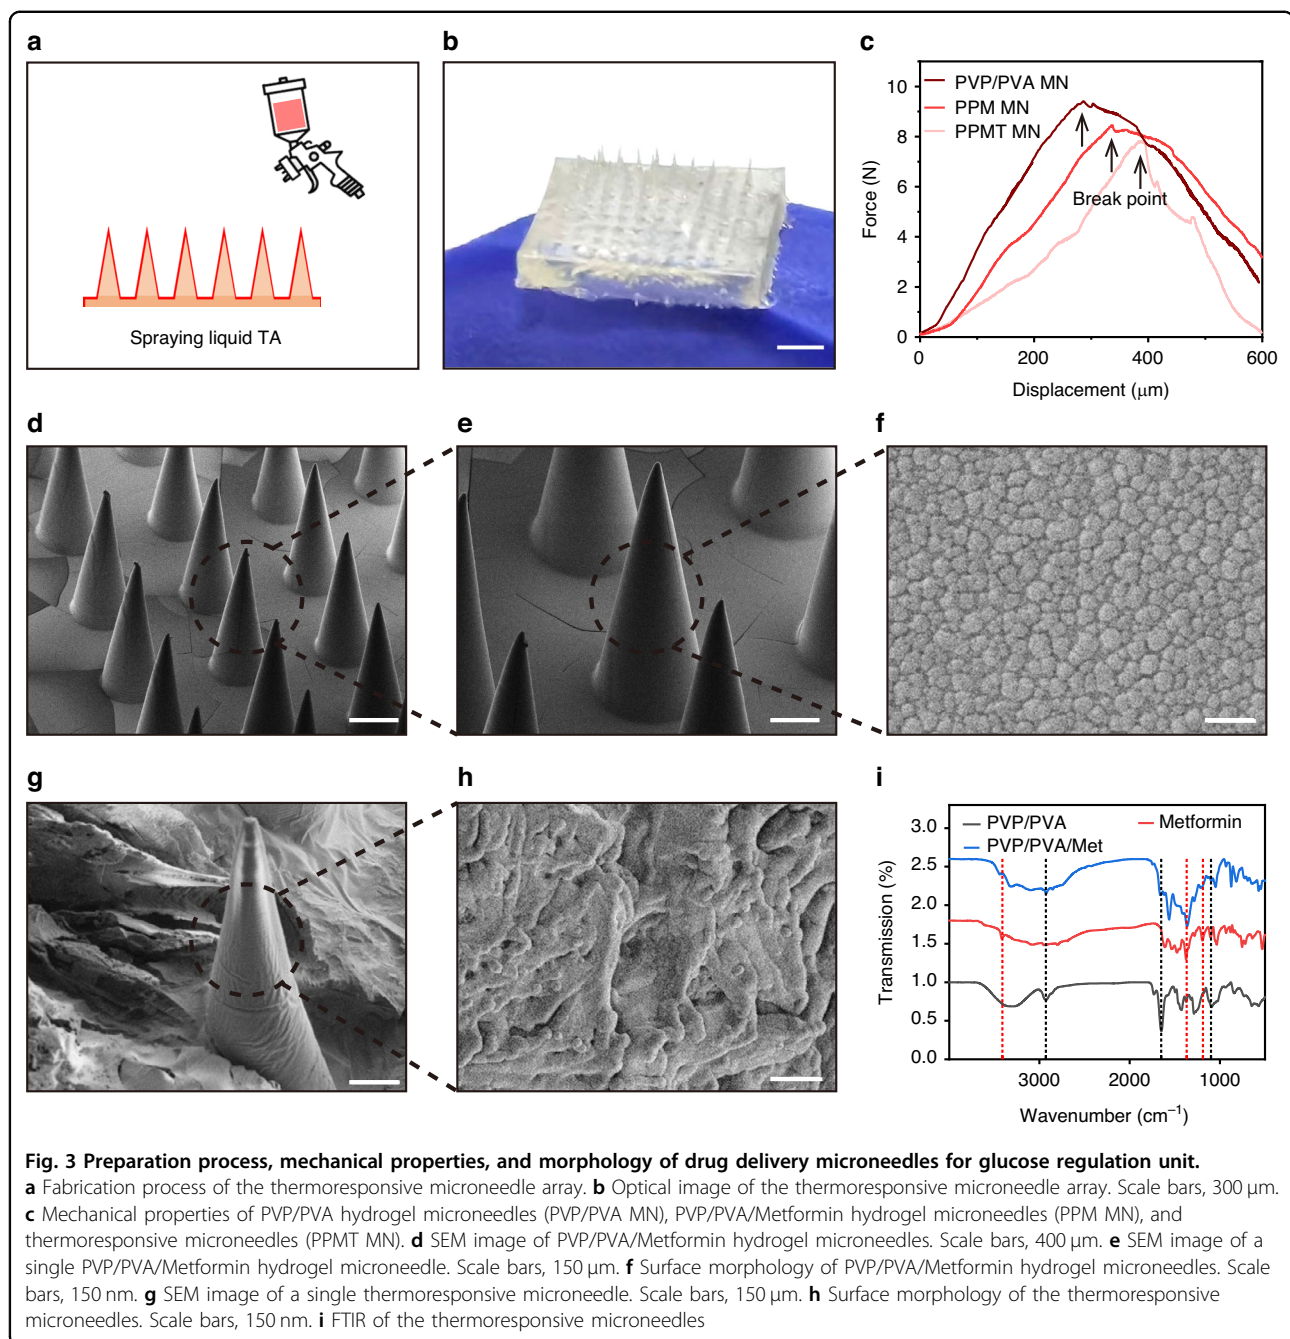 a
Spraying liquid TA
b
c
PVP/PVA MN
PPM MN
PPMT MN
Break point
Force (N)
10
8
6
4
2
0
0 200 400 600
Displacement (μm)
d
e
f
g
h
i
PVP/PVA
PVP/PVA/Met
Metformin
Transmission (%)
3.0
2.5
2.0
1.5
1.0
0.5
0.0
3000 2000 1000
Wavenumber (cm⁻¹)
Fig. 3 Preparation process, mechanical properties, and morphology of drug delivery microneedles for glucose regulation unit.
a Fabrication process of the thermoresponsive microneedle array. b Optical image of the thermoresponsive microneedle array. Scale bars, 300 μm.
c Mechanical properties of PVP/PVA hydrogel microneedles (PVP/PVA MN), PVP/PVA/Metformin hydrogel microneedles (PPM MN), and
thermoresponsive microneedles (PPMT MN). d SEM image of PVP/PVA/Metformin hydrogel microneedles. Scale bars, 400 μm. e SEM image of a
single PVP/PVA/Metformin hydrogel microneedle. Scale bars, 150 μm. f Surface morphology of PVP/PVA/Metformin hydrogel microneedles. Scale
bars, 150 nm. g SEM image of a single thermoresponsive microneedle. Scale bars, 150 μm. h Surface morphology of the thermoresponsive
microneedles. Scale bars, 150 nm. i FTIR of the thermoresponsive microneedles